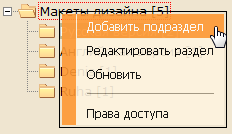 Макеты дизайна [5]
Добавить подраздел
Редактировать раздел
Обновить
Права доступа